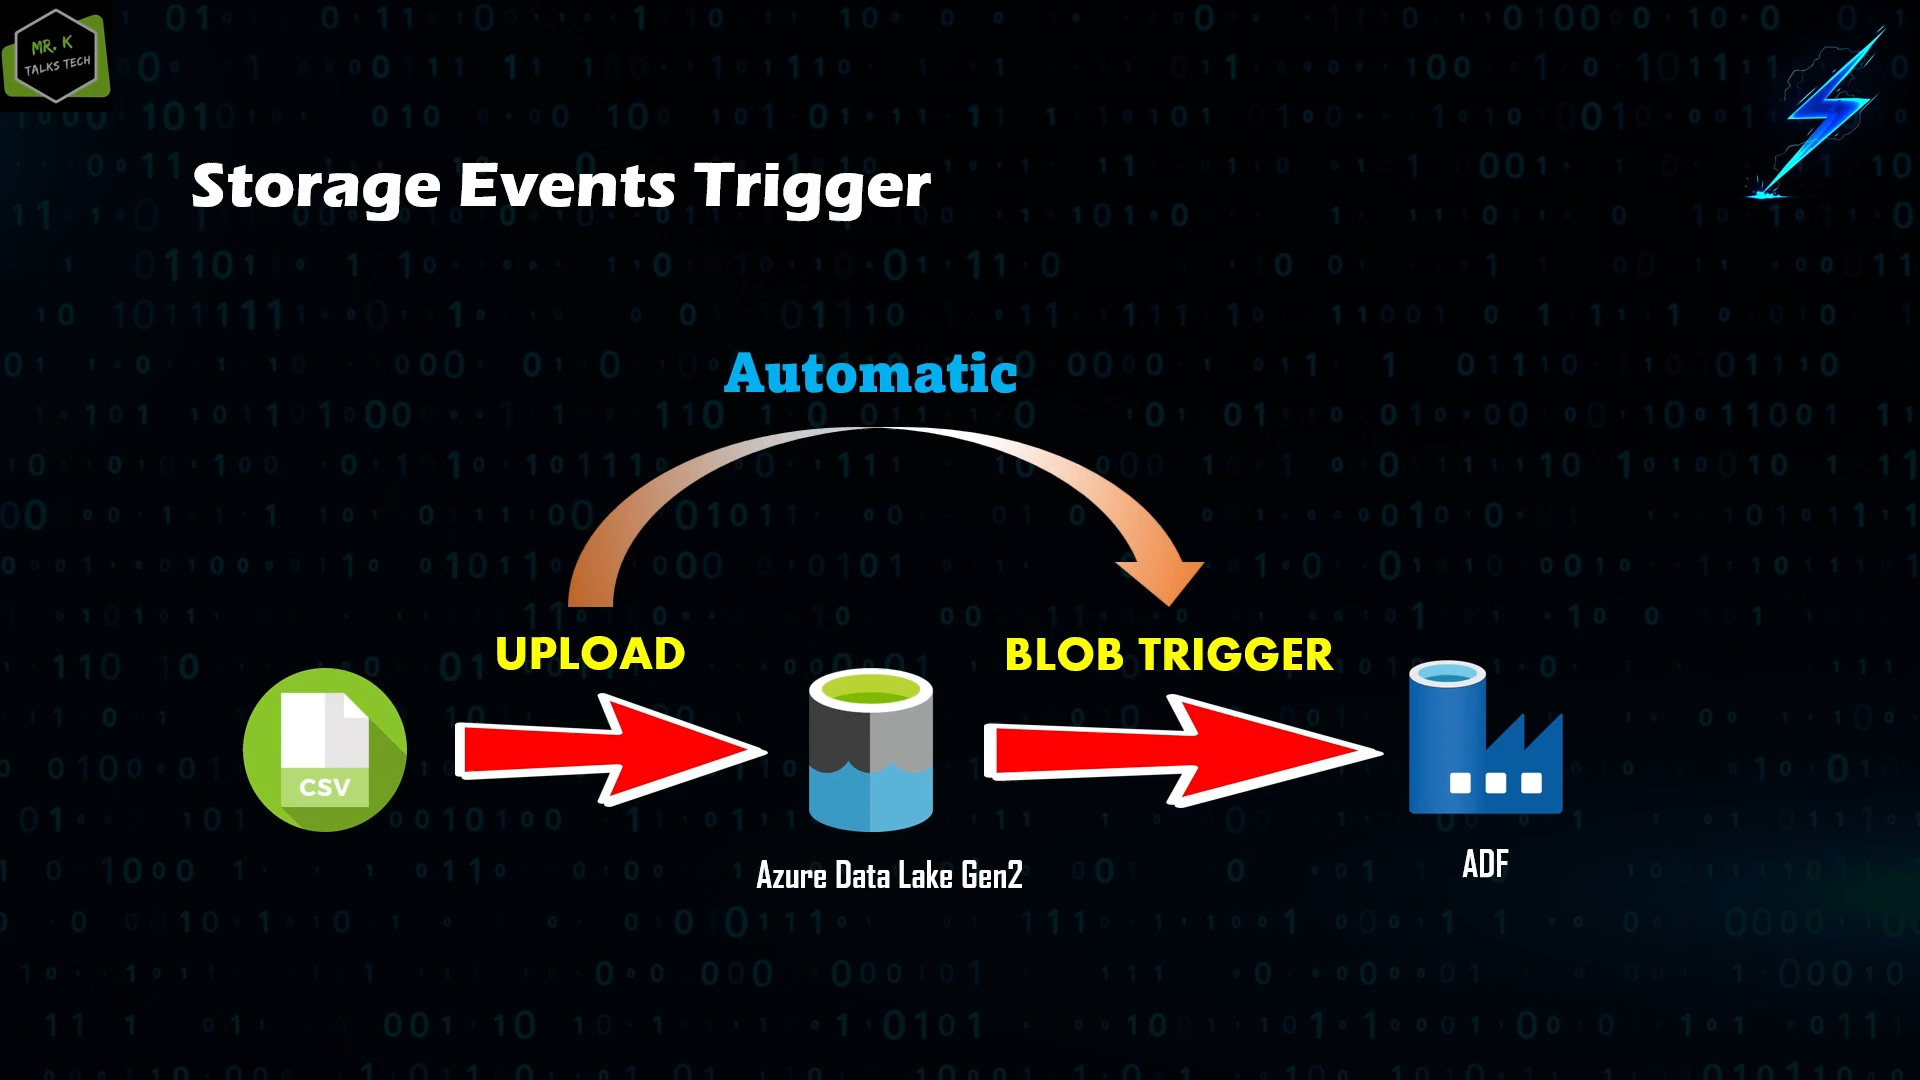 MR. K
TALKS TECH
Storage Events Trigger
Automatic
UPLOAD
BLOB TRIGGER
CSV
Azure Data Lake Gen2
ADF